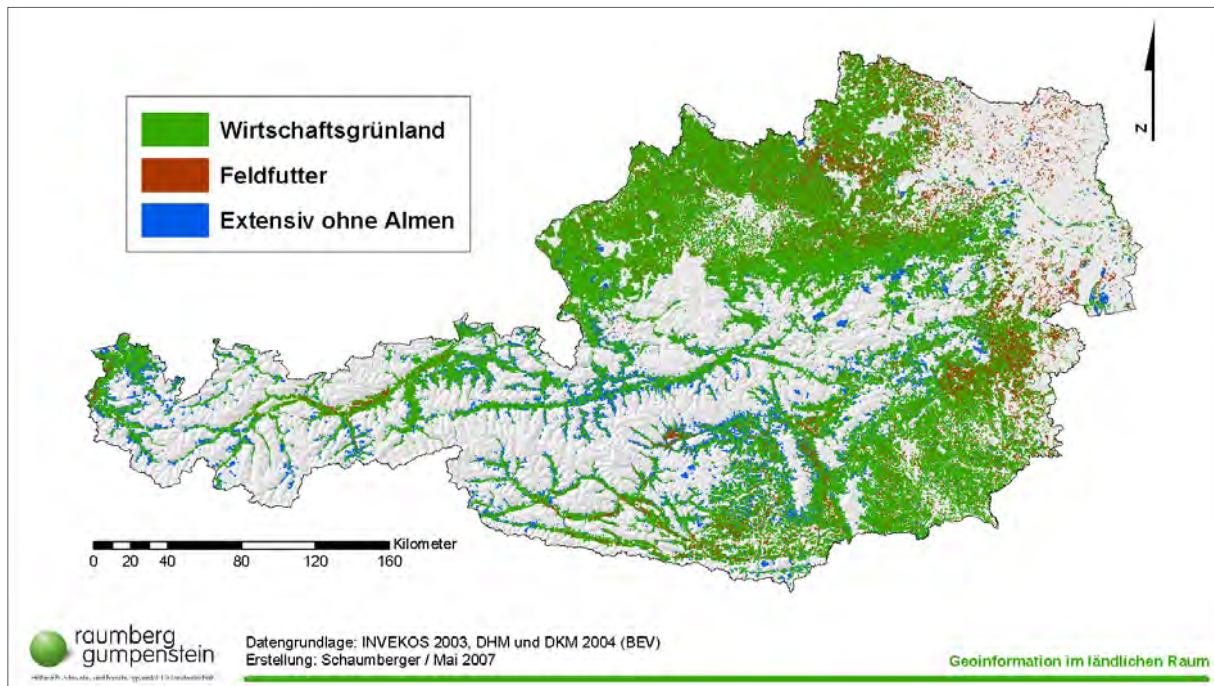 Wirtschaftsgrünland
Feldfutter
Extensiv ohne Almen
N
Kilometer
0 10 20 40 80 120 160
raumberg
gumpenstein
Datengrundlage: INVEKOS 2003, DHM und DKM 2004 (BEV)
Erstellung: Schaumberger / Mai 2007
Geoinformation im ländlichen Raum